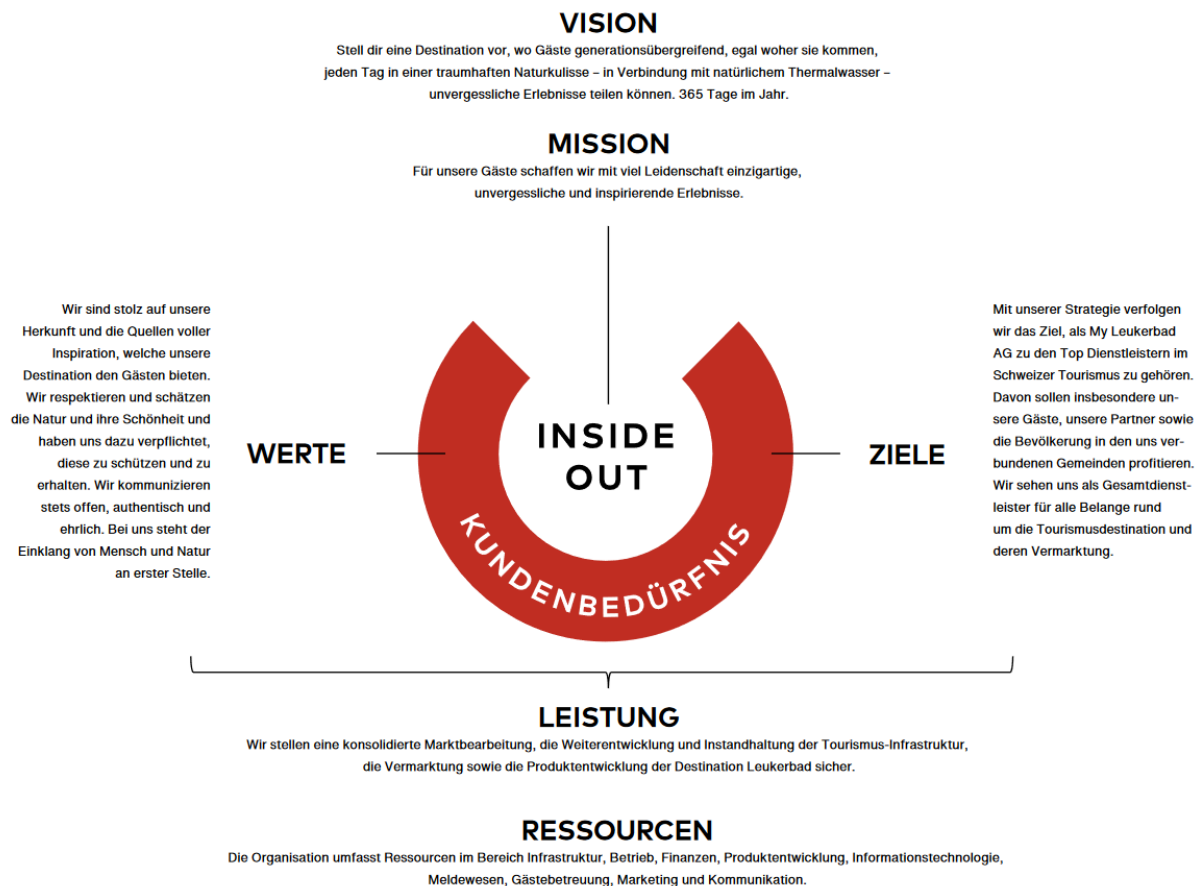 VISION
Stell dir eine Destination vor, wo Gäste generationsübergreifend, egal woher sie kommen,
jeden Tag in einer traumhaften Naturkulisse – in Verbindung mit natürlichem Thermalwasser –
unvergessliche Erlebnisse teilen können. 365 Tage im Jahr.
MISSION
Für unsere Gäste schaffen wir mit viel Leidenschaft einzigartige,
unvergessliche und inspirierende Erlebnisse.
Wir sind stolz auf unsere
Herkunft und die Quellen voller
Inspiration, welche unsere
Destination den Gästen bieten.
Wir respektieren und schätzen
die Natur und ihre Schönheit und
haben uns dazu verpflichtet,
diese zu schützen und zu
erhalten. Wir kommunizieren
stets offen, authentisch und
ehrlich. Bei uns steht der
Einklang von Mensch und Natur
an erster Stelle.
WERTE
INSIDE
OUT
KUNDENBEDÜRFNIS
ZIELE
Mit unserer Strategie verfolgen
wir das Ziel, als My Leukerbad
AG zu den Top Dienstleistern im
Schweizer Tourismus zu gehören.
Davon sollen insbesondere un-
sere Gäste, unsere Partner sowie
die Bevölkerung in den uns ver-
bundenen Gemeinden profitieren.
Wir sehen uns als Gesamtdienst-
leister für alle Belange rund
um die Tourismusdestination und
deren Vermarktung.
LEISTUNG
Wir stellen eine konsolidierte Marktbearbeitung, die Weiterentwicklung und Instandhaltung der Tourismus-Infrastruktur,
die Vermarktung sowie die Produktentwicklung der Destination Leukerbad sicher.
RESSOURCEN
Die Organisation umfasst Ressourcen im Bereich Infrastruktur, Betrieb, Finanzen, Produktentwicklung, Informationstechnologie,
Meldewesen, Gästebetreuung, Marketing und Kommunikation.